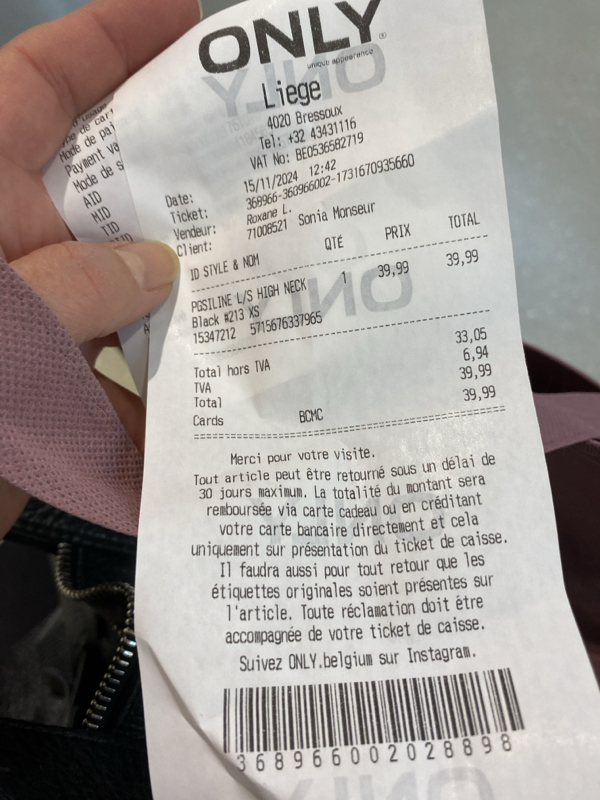 ONLY
unique appearance
Liege
4020 Bressoux
Tel: +32 43431116
VAT No: BE0536582719
Date: 15/11/2024 12:42
Ticket: 368966-360966002-1731670935660
Vendeur: Roxane L.
Client: 71008521 Sonia Monseur
ID STYLE & NOM QTÉ PRIX TOTAL
PGSILINE L/S HIGH NECK 1 39,99 39,99
Black #213 XS
15347212 5715676337965
Total hors TVA 33,05
TVA 6,94
Total 39,99
Cards BCMC 39,99
Merci pour votre visite.
Tout article peut être retourné sous un délai de
30 jours maximum. La totalité du montant sera
remboursée via carte cadeau ou en créditant
votre carte bancaire directement et cela
uniquement sur présentation du ticket de caisse.
Il faudra aussi pour tout retour que les
étiquettes originales soient présentes sur
l'article. Toute réclamation doit être
accompagnée de votre ticket de caisse.
Suivez ONLY.belgium sur Instagram.
3689660020288898
Mode de pai
Payment va
Mode de s
AID
MID
TID